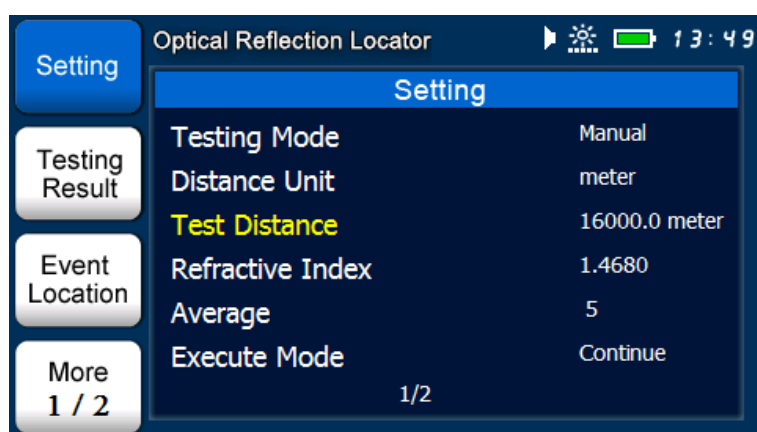 Optical Reflection Locator 13:49
Setting
Testing
Result
Event
Location
More
1 / 2
Setting
Testing Mode Manual
Distance Unit meter
Test Distance 16000.0 meter
Refractive Index 1.4680
Average 5
Execute Mode Continue
1/2